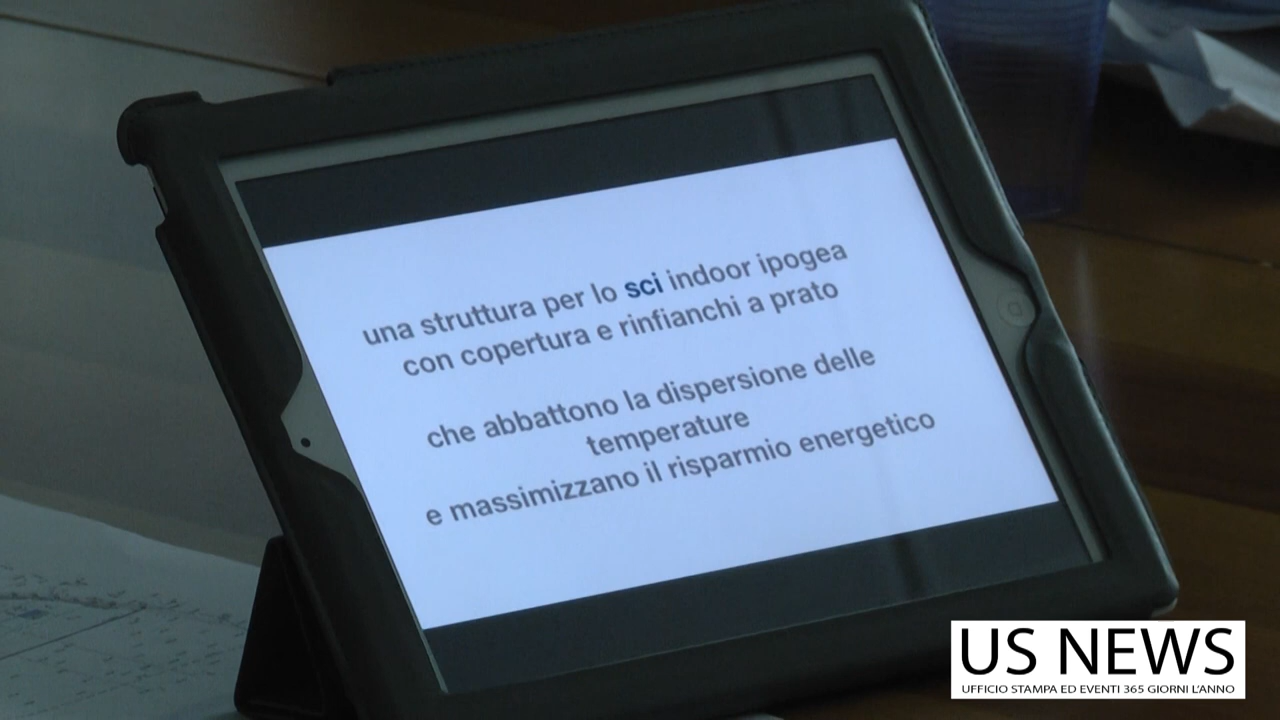 una struttura per lo sci indoor ipogea
con copertura e rinfianchi a prato
che abbattono la dispersione delle
temperature
e massimizzano il risparmio energetico
US NEWS
UFFICIO STAMPA ED EVENTI 365 GIORNI L'ANNO